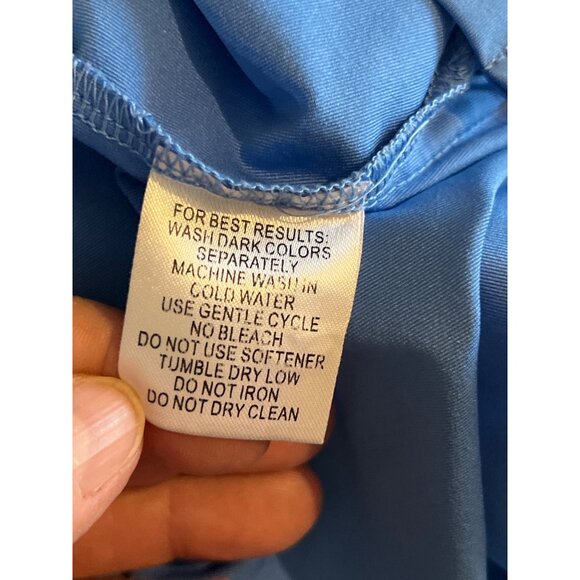 FOR BEST RESULTS:
WASH DARK COLORS
SEPARATELY
MACHINE WASH IN
COLD WATER
USE GENTLE CYCLE
NO BLEACH
DO NOT USE SOFTENER
TUMBLE DRY LOW
DO NOT IRON
DO NOT DRY CLEAN